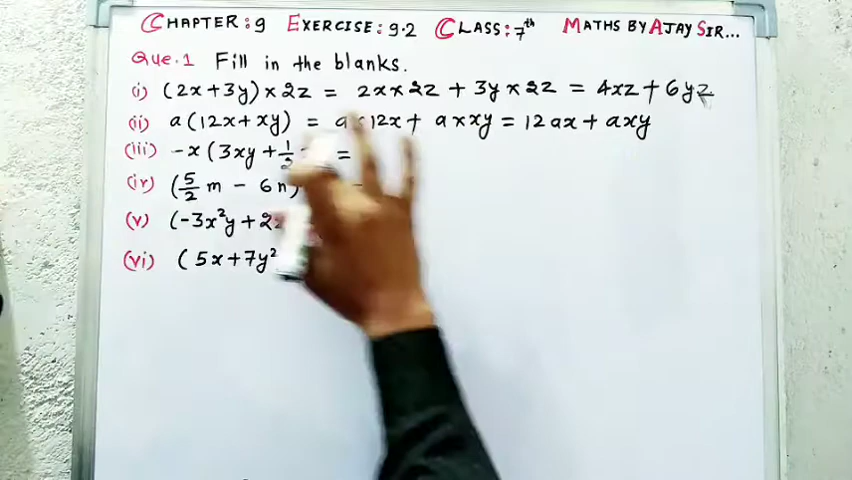 CHAPTER:9 EXERCISE:9.2 CLASS:7th MATHS BY AJAY SIR...
Que.1 Fill in the blanks.
(i) (2x+3y)×2z = 2x×2z + 3y×2z = 4xz+6yz
(ii) a(12x+xy) = a×12x+ a×xy = 12ax+axy
(iii) -x(3xy+ =
(iv) (5/2 m - 6n)
(v) (-3x²y+2
(vi) (5x+7y²